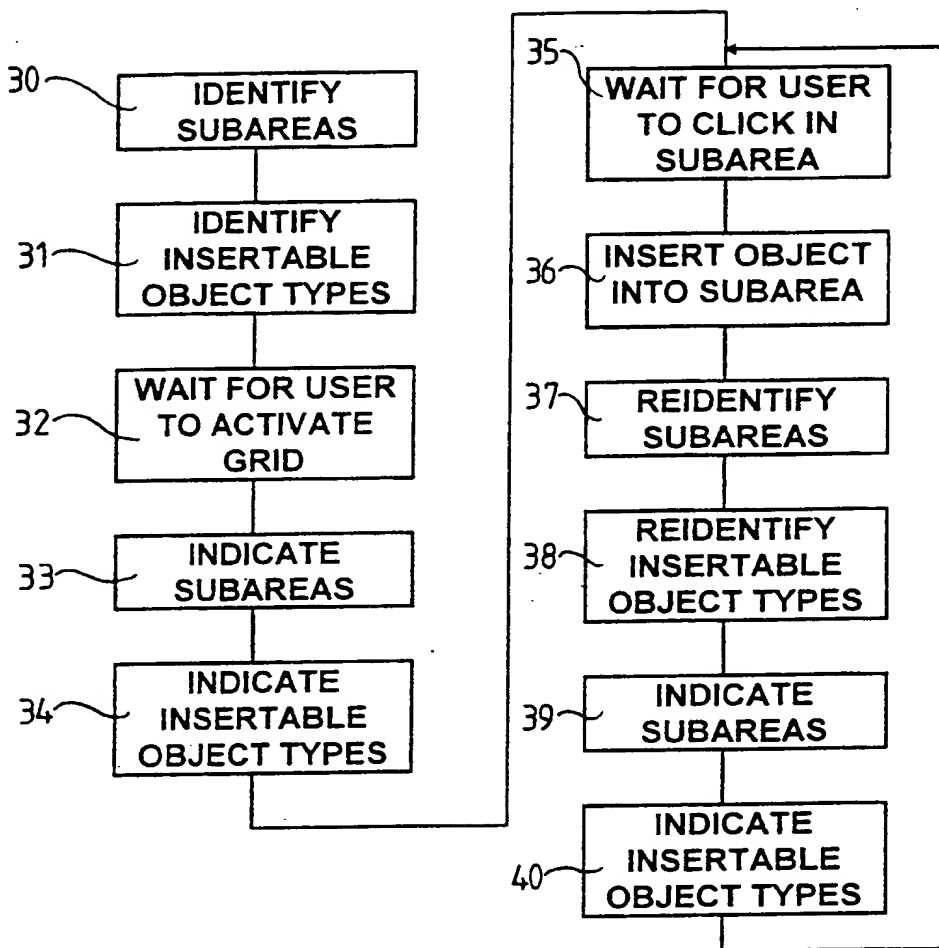 30
IDENTIFY
SUBAREAS
31
IDENTIFY
INSERTABLE
OBJECT TYPES
32
WAIT FOR USER
TO ACTIVATE
GRID
33
INDICATE
SUBAREAS
34
INDICATE
INSERTABLE
OBJECT TYPES
35
WAIT FOR USER
TO CLICK IN
SUBAREA
36
INSERT OBJECT
INTO SUBAREA
37
REIDENTIFY
SUBAREAS
38
REIDENTIFY
INSERTABLE
OBJECT TYPES
39
INDICATE
SUBAREAS
40
INDICATE
INSERTABLE
OBJECT TYPES